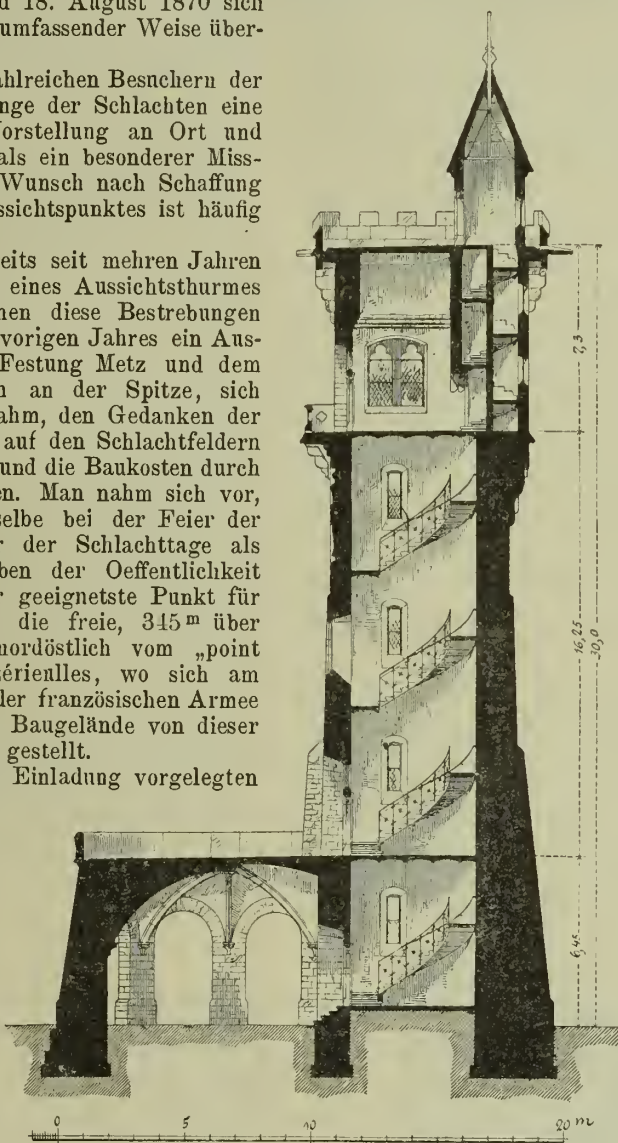 d 18. August 1870 sich
umfassender Weise über-
ahlreichen Besuchern der
nge der Schlachten eine
Vorstellung an Ort und
als ein besonderer Miss-
Wunsch nach Schaffung
ssichtspunktes ist häufig
eits seit mehren Jahren
eines Aussichtsthurmes
nen diese Bestrebungen
vorigen Jahres ein Aus-
Festung Metz und dem
n an der Spitze, sich
ahm, den Gedanken der
auf den Schlachtfeldern
und die Baukosten durch
en. Man nahm sich vor,
selbe bei der Feier der
r der Schlachttage als
ben der Oeffentlichkeit
r geeignetste Punkt für
die freie, 345 m über
nordöstlich vom „point
térieulles, wo sich am
der französischen Armee
Baugelände von dieser
gestellt.
Einladung vorgelegten
7,3
16,25
30,0
6,45
0 5 10 20 m